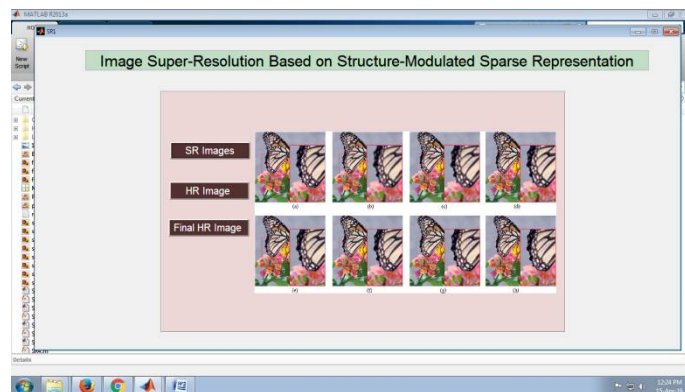 MATLAB R2013a
SR1
New
Script
Image Super-Resolution Based on Structure-Modulated Sparse Representation
SR Images
HR Image
Final HR Image
(a) (b) (c) (d)
(e) (f) (g) (h)
Details
12:24 PM